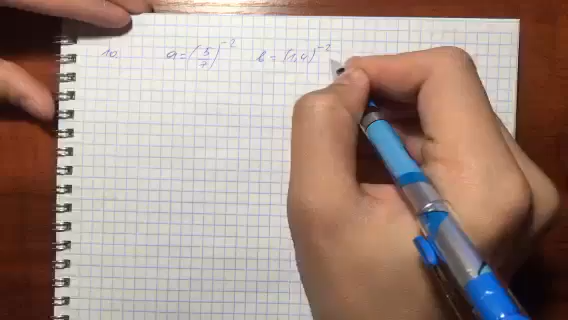 10 a = (5/7)^-2 b = (1,4)^-2